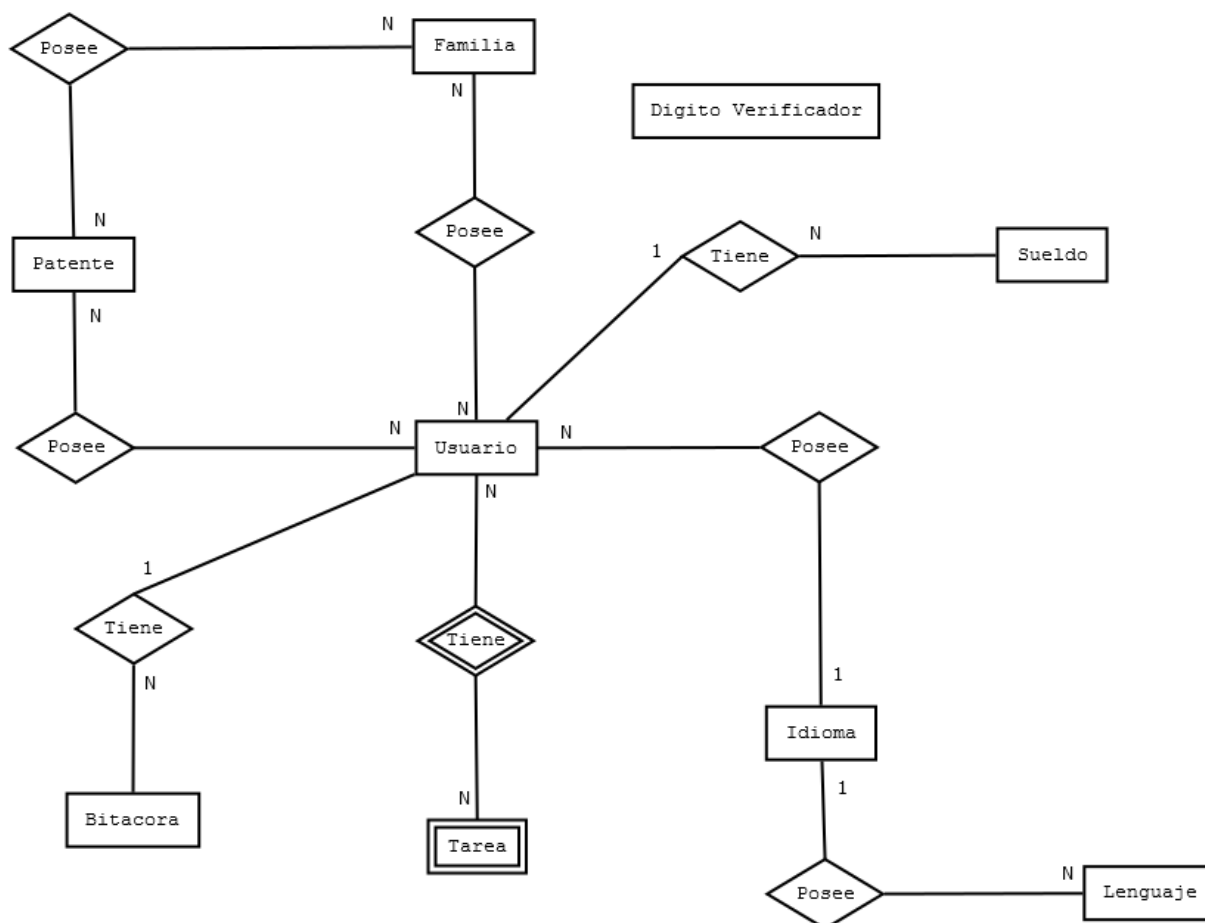 N
Posee
Familia
N
Digito Verificador
N
Posee
1
N
Tiene
Sueldo
Patente
N
N
N
N
Posee
Usuario
N
Posee
N
1
Tiene
N
Tiene
1
Idioma
N
1
Bitacora
Tarea
N
Posee
Lenguaje